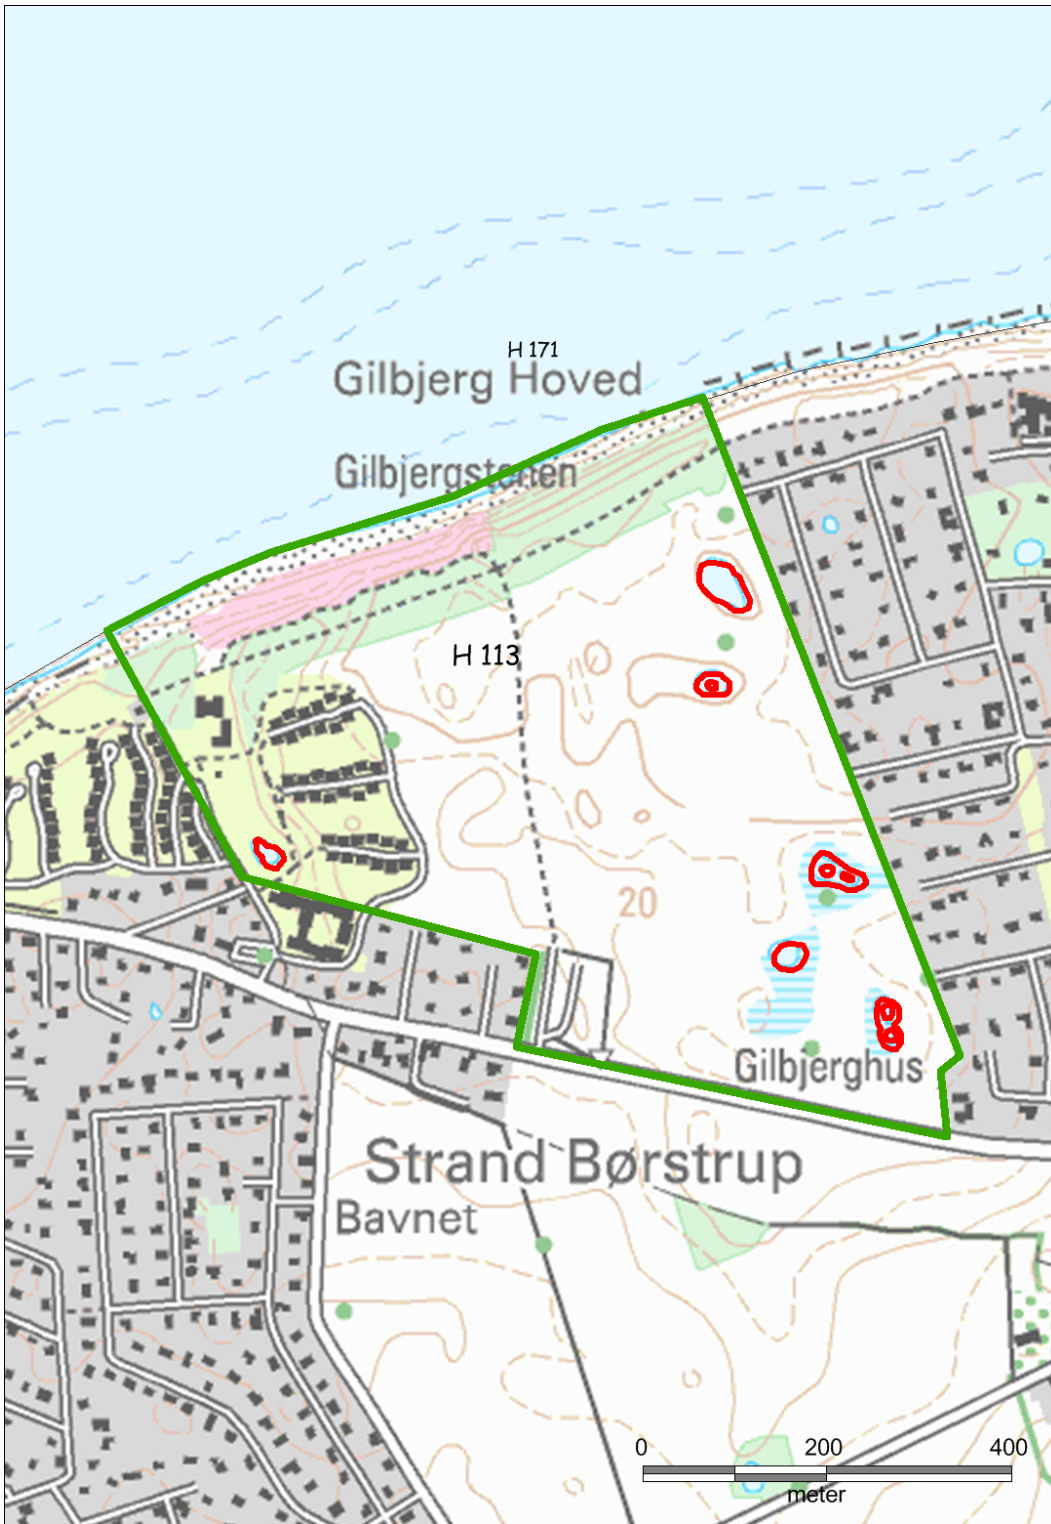 H 171
Gilbjerg Hoved
Gilbjergstenen
H 113
20
Gilbjerghus
Strand Børstrup
Bavnet
0 200 400
meter